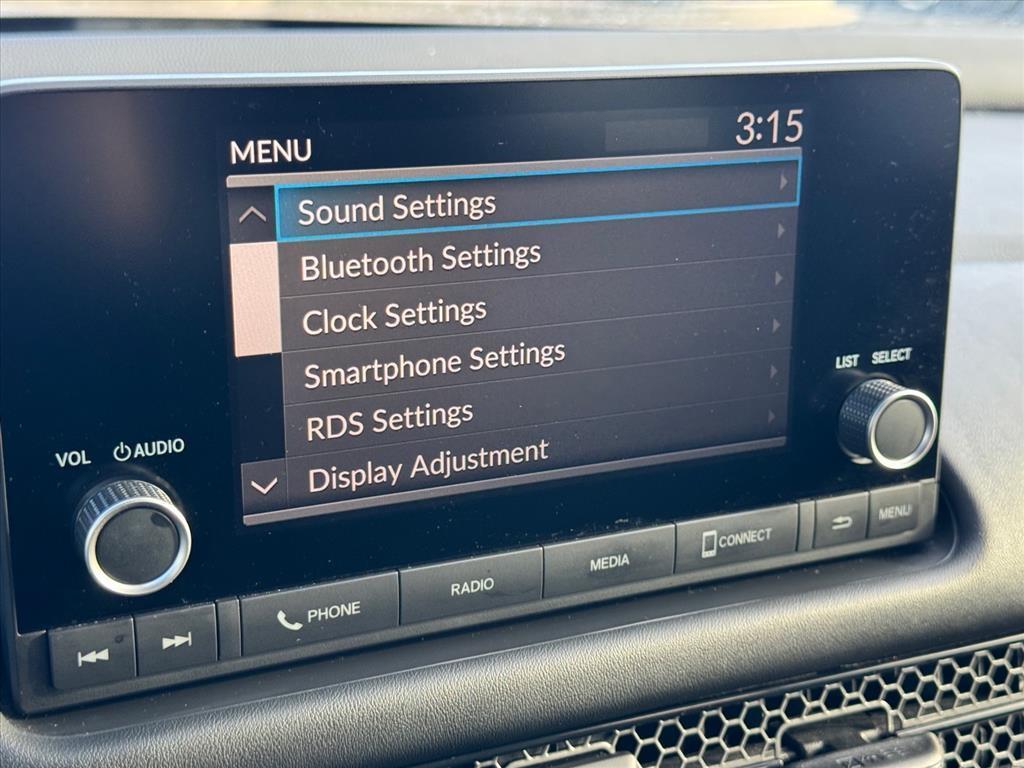 MENU 3:15
Sound Settings
Bluetooth Settings
Clock Settings
Smartphone Settings
RDS Settings
Display Adjustment
VOL AUDIO
LIST SELECT
PHONE RADIO MEDIA CONNECT MENU